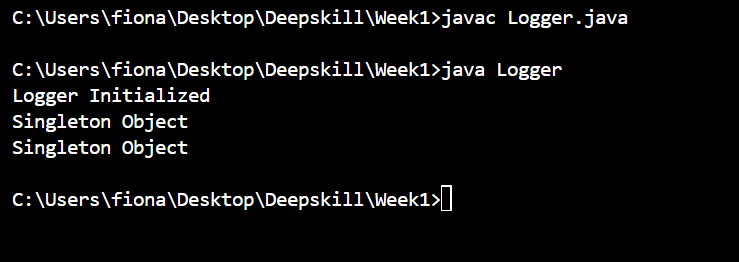 C:\Users\fiona\Desktop\Deepskill\Week1>javac Logger.java
C:\Users\fiona\Desktop\Deepskill\Week1>java Logger
Logger Initialized
Singleton Object
Singleton Object
C:\Users\fiona\Desktop\Deepskill\Week1>